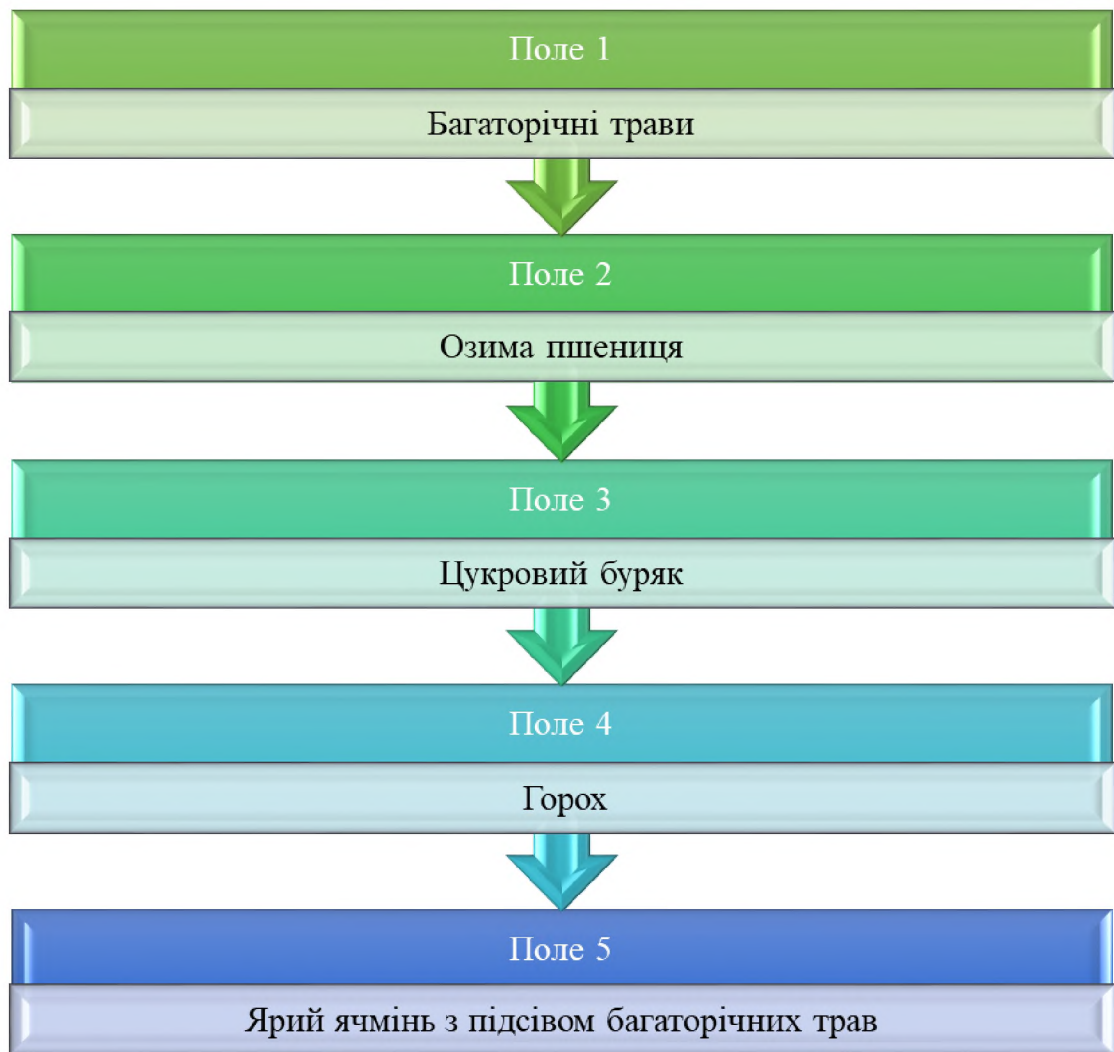 Поле 1
Багаторічні трави
Поле 2
Озима пшениця
Поле 3
Цукровий буряк
Поле 4
Горох
Поле 5
Ярий ячмінь з підсівом багаторічних трав